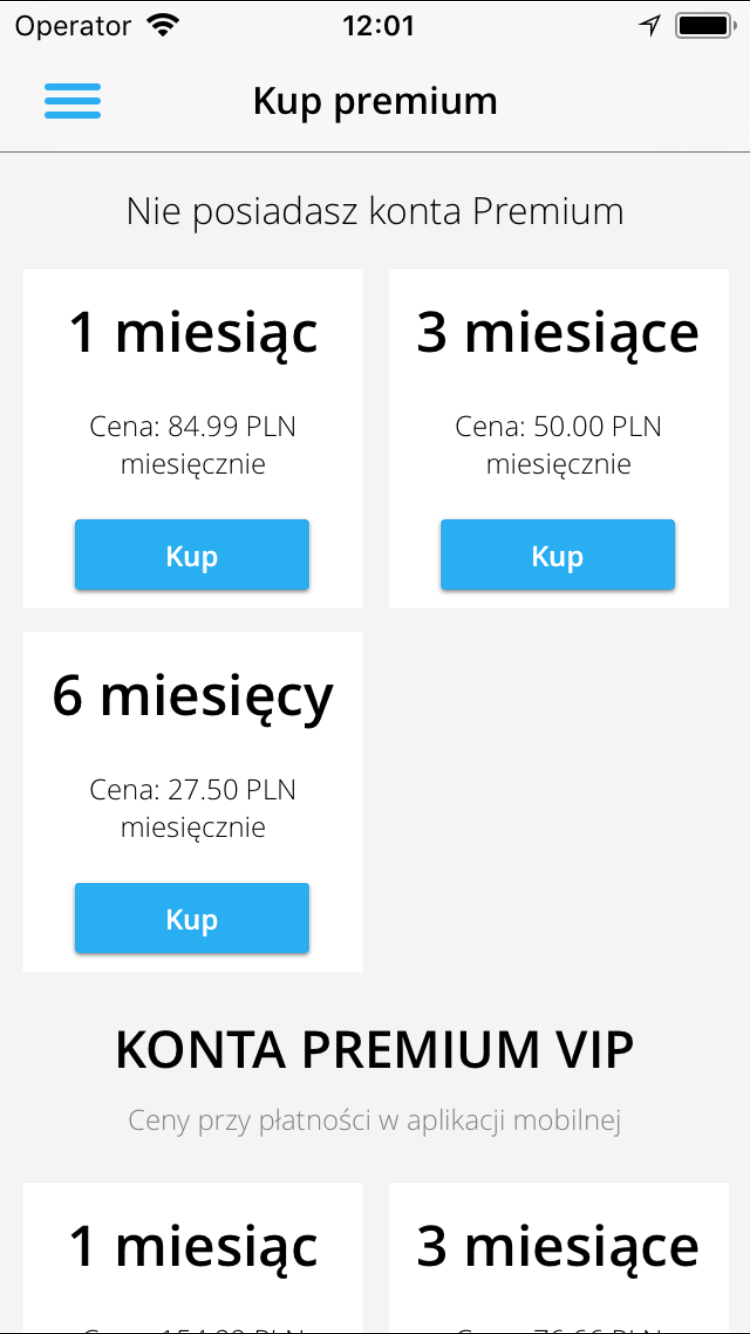 Operator 12:01
Kup premium
Nie posiadasz konta Premium
1 miesiąc
Cena: 84.99 PLN
miesięcznie
Kup
3 miesiące
Cena: 50.00 PLN
miesięcznie
Kup
6 miesięcy
Cena: 27.50 PLN
miesięcznie
Kup
KONTA PREMIUM VIP
Ceny przy płatności w aplikacji mobilnej
1 miesiąc
3 miesiące